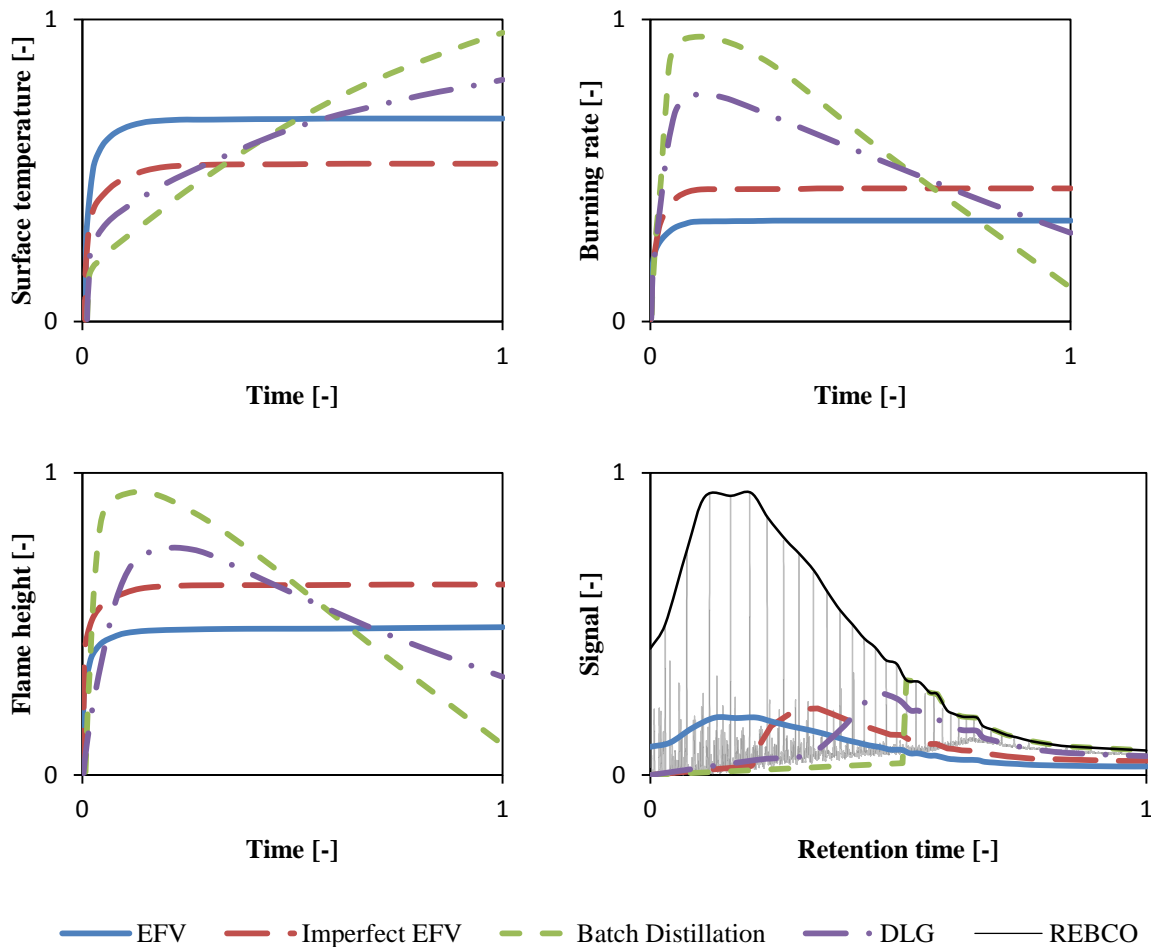 1
Surface temperature [-]
0
0
1
Time [-]
1
Burning rate [-]
0
0
1
Time [-]
1
Flame height [-]
0
0
1
Time [-]
1
Signal [-]
0
0
1
Retention time [-]
EFV
Imperfect EFV
Batch Distillation
DLG
REBCO